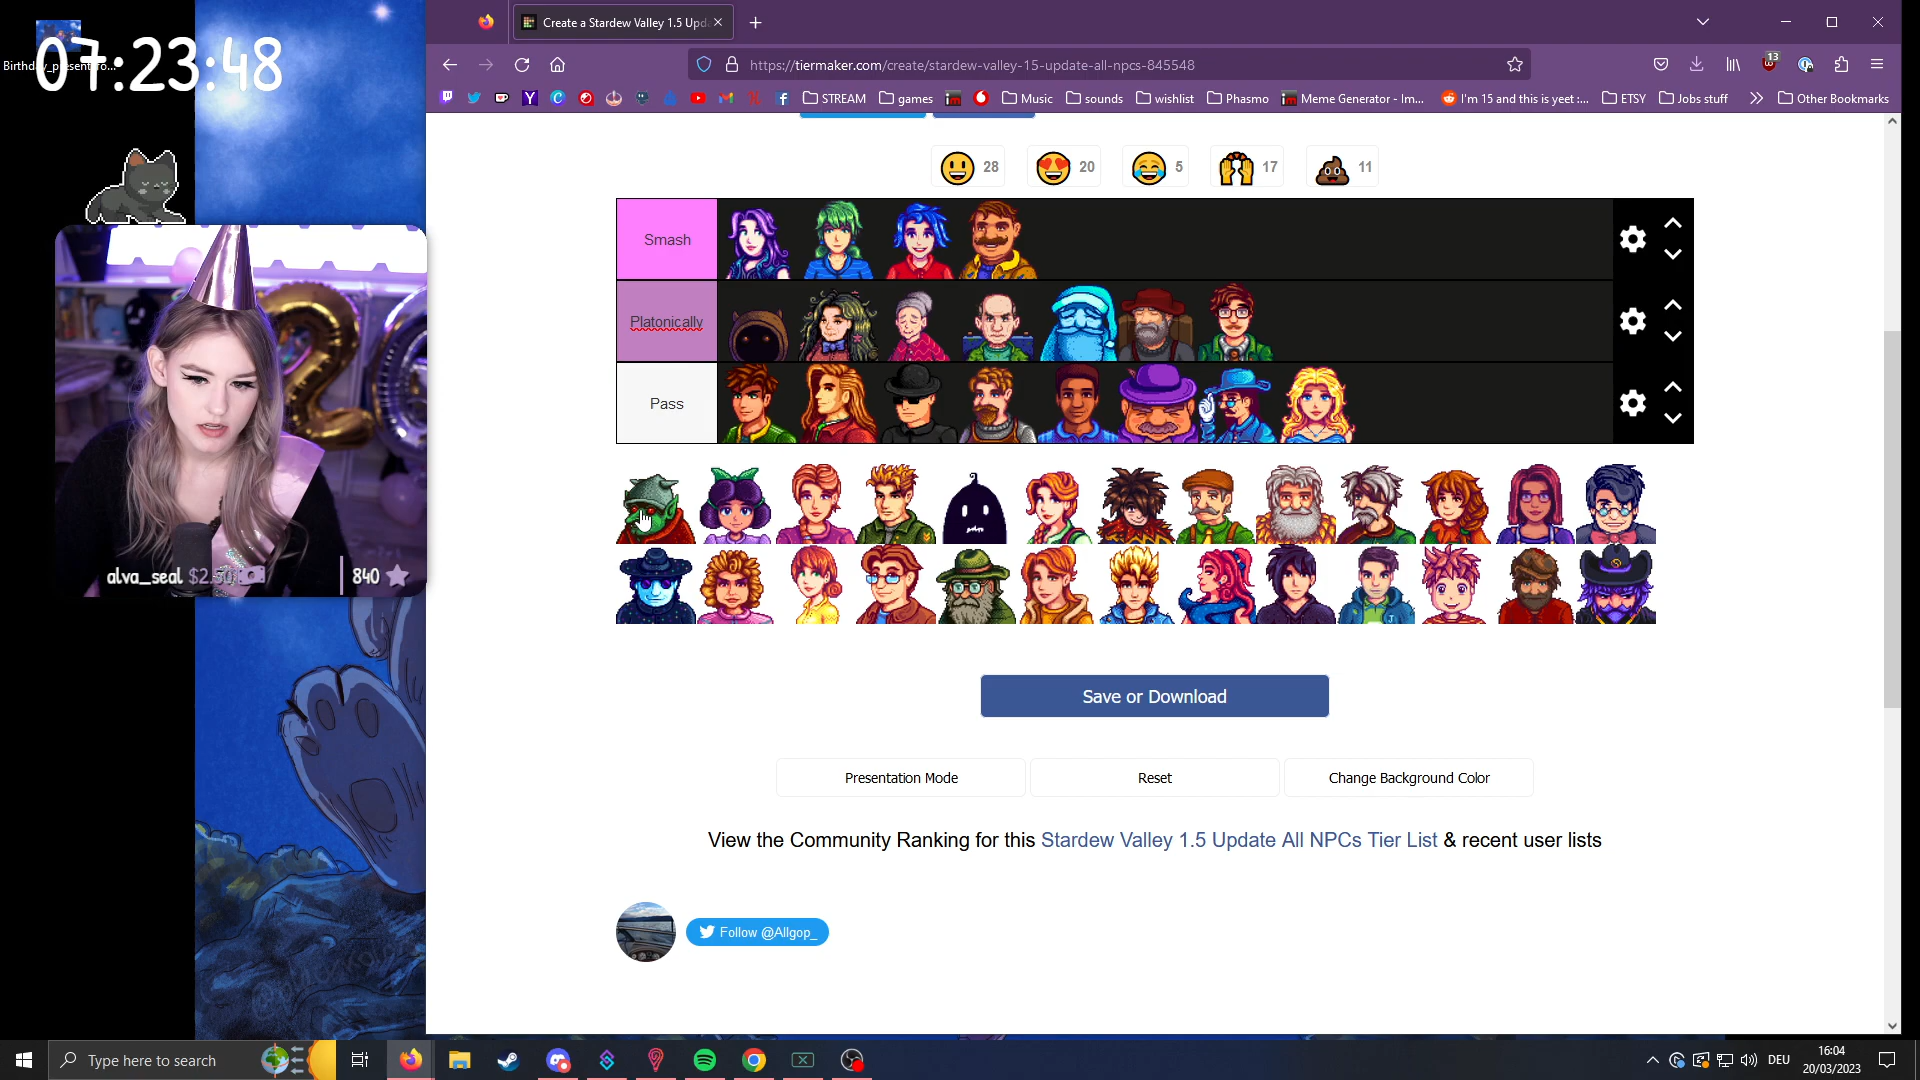 07:23:48
Birthday_present_fo...
Create a Stardew Valley 1.5 Upd
https://tiermaker.com/create/stardew-valley-15-update-all-npcs-845548
13
STREAM
games
Music
sounds
wishlist
Phasmo
Meme Generator - Im...
I'm 15 and this is yeet :...
ETSY
Jobs stuff
Other Bookmarks
28
20
5
17
11
Smash
Platonically
Pass
alva_seal
840
Save or Download
Presentation Mode
Reset
Change Background Color
View the Community Ranking for this Stardew Valley 1.5 Update All NPCs Tier List & recent user lists
Follow @Allgop_
Type here to search
DEU
16:04
20/03/2023